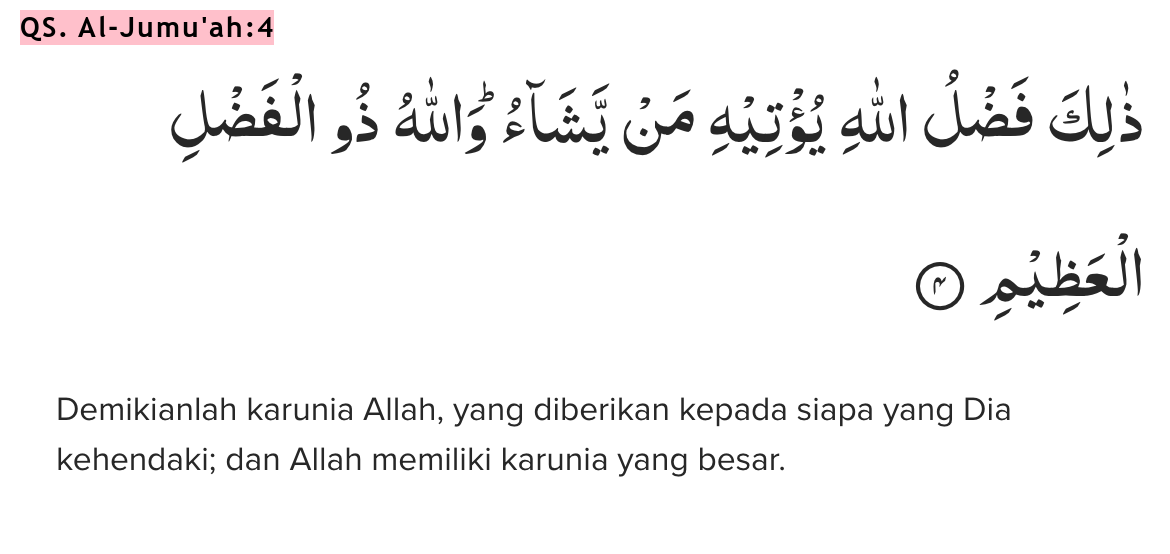 QS. Al-Jumu'ah:4
ذٰلِكَ فَضْلُ اللّٰهِ يُؤْتِيْهِ مَنْ يَّشَاۤءُۗ وَاللّٰهُ ذُو الْفَضْلِ
الْعَظِيْمِ ۝٤
Demikianlah karunia Allah, yang diberikan kepada siapa yang Dia
kehendaki; dan Allah memiliki karunia yang besar.